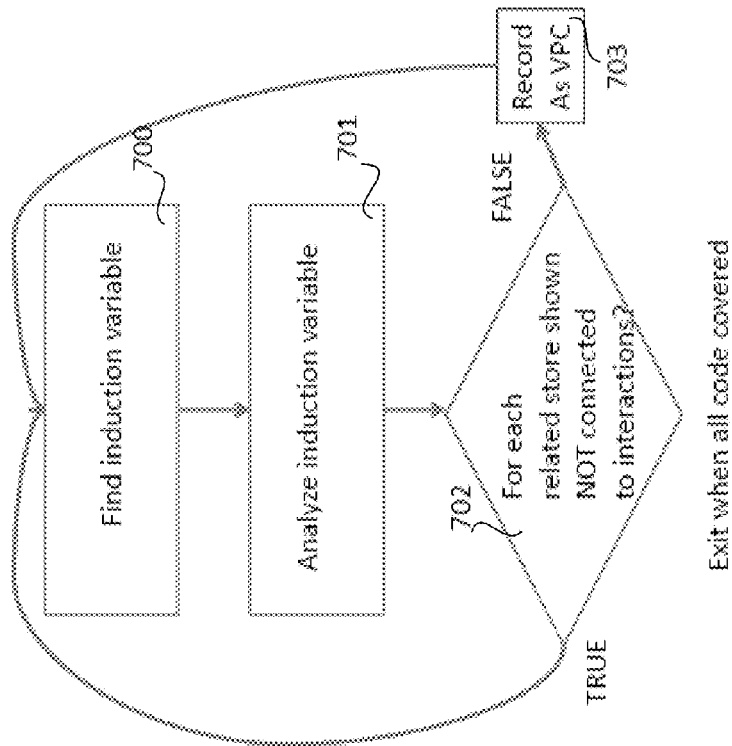 Find induction variable
700
Analyze induction variable
701
702
For each
related store shown
NOT connected
to interactions?
TRUE
FALSE
Record
As VPC
703
Exit when all code covered